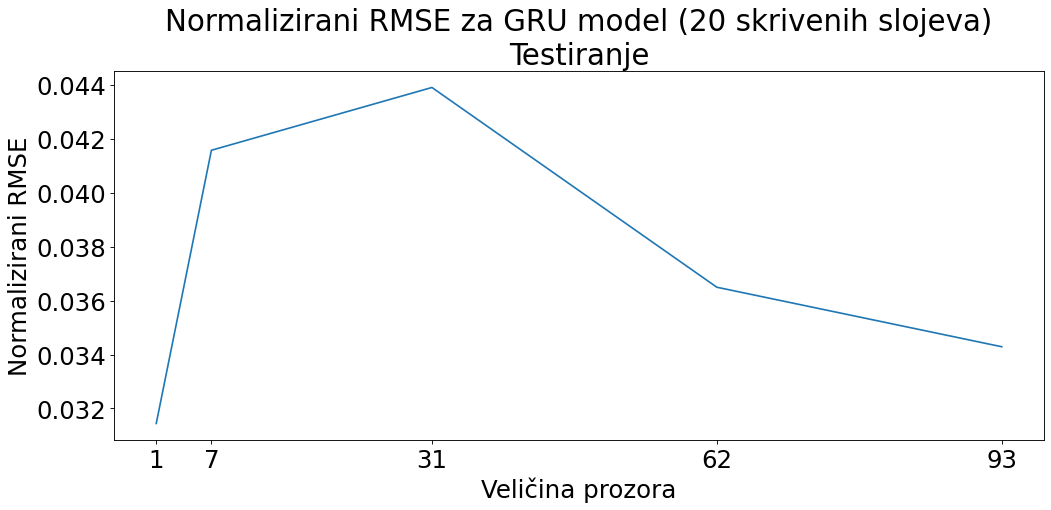 Normalizirani RMSE za GRU model (20 skrivenih slojeva)
Testiranje
Normalizirani RMSE
0.044
0.042
0.040
0.038
0.036
0.034
0.032
1 7 31 62 93
Veličina prozora